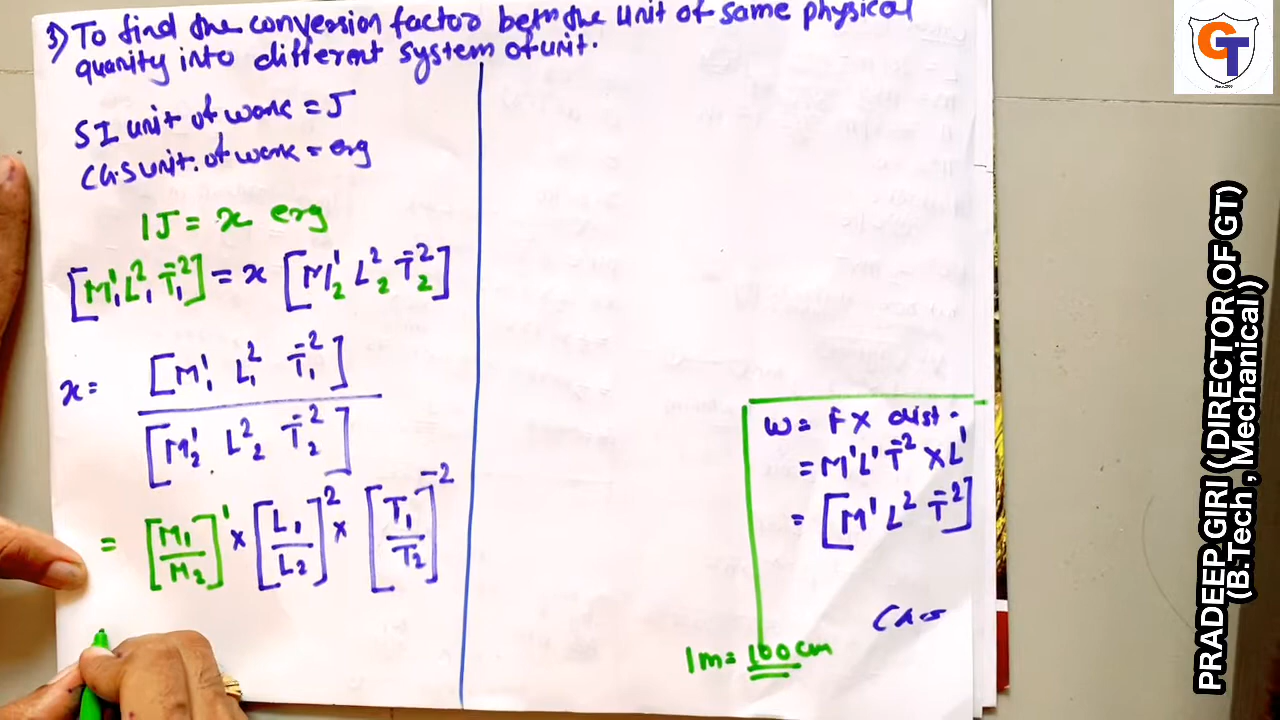 3) To find the conversion factor betn the unit of same physical
quanity into different system of unit.
SI unit of work = J
CGS unit. of work = erg
1J = x erg
[M₁¹ L₁² T₁⁻²] = x [M₂¹ L₂² T₂⁻²]
x = [M₁¹ L₁² T₁⁻²]
[M₂¹ L₂² T₂⁻²]
= [M₁/M₂]¹ × [L₁/L₂]² × [T₁/T₂]⁻²
W = F X dist.
= M¹L¹T⁻² X L¹
= [M¹ L² T⁻²]
1m = 100cm
GT
PRADEEP GIRI ( DIRECTOR OF GT)
(B.Tech , Mechanical )